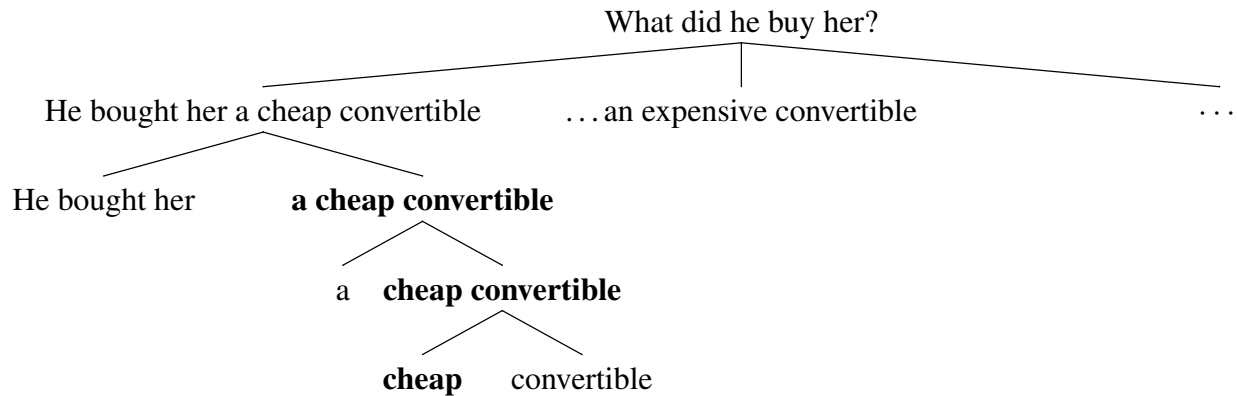 What did he buy her?
He bought her a cheap convertible ... an expensive convertible ...
He bought her a cheap convertible
a cheap convertible
cheap convertible